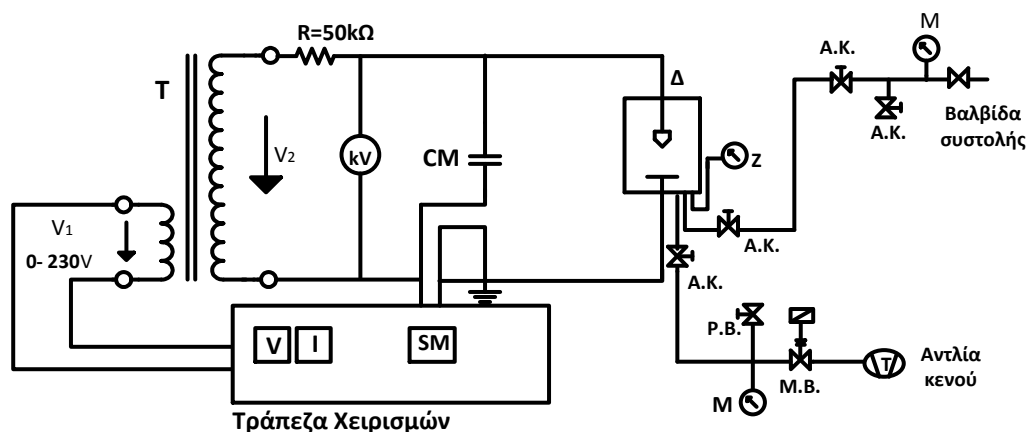 R=50kΩ
M
A.K.
T
Δ
A.K.
Βαλβίδα
συστολής
V2
kV
CM
Z
V1
0- 230V
A.K.
A.K.
P.B.
V
I
SM
M.B.
T
Αντλία
κενού
M
Τράπεζα Χειρισμών